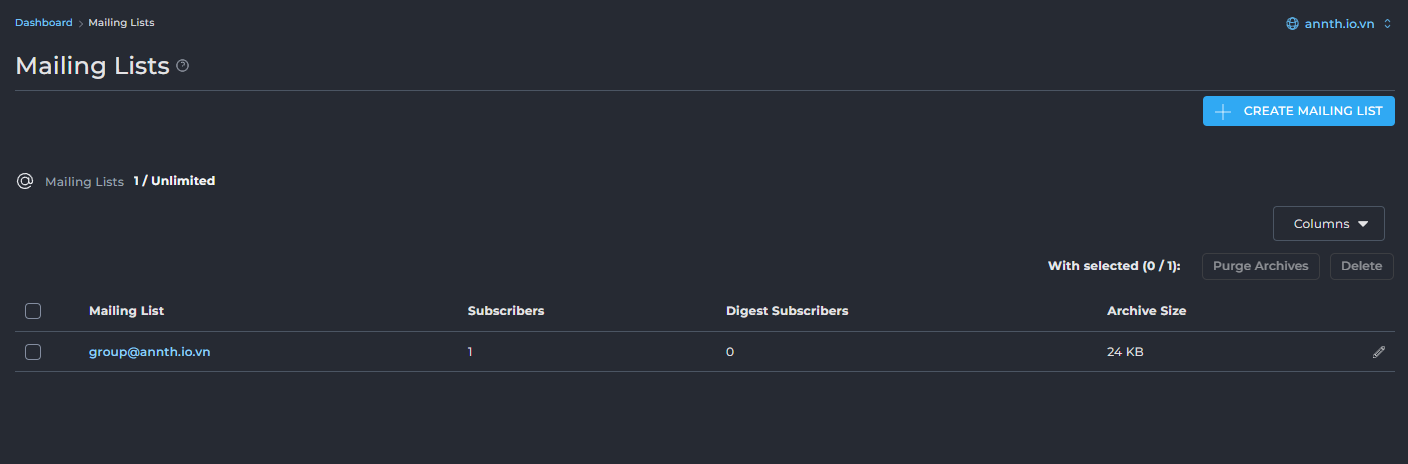 Dashboard > Mailing Lists
annth.io.vn
Mailing Lists
CREATE MAILING LIST
Mailing Lists 1 / Unlimited
Columns
With selected (0 / 1): Purge Archives Delete
Mailing List Subscribers Digest Subscribers Archive Size
group@annth.io.vn 1 0 24 KB